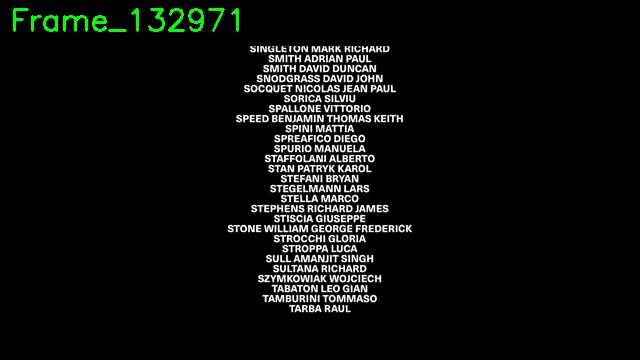 Frame_132971
SINGLETON MARK RICHARD
SMITH ADRIAN PAUL
SMITH DAVID DUNCAN
SNODGRASS DAVID JOHN
SOCQUET NICOLAS JEAN PAUL
SORICA SILVIU
SPALLONE VITTORIO
SPEED BENJAMIN THOMAS KEITH
SPINI MATTIA
SPREAFICO DIEGO
SPURIO MANUELA
STAFFOLANI ALBERTO
STAN PATRYK KAROL
STEFANI BRYAN
STEGELMANN LARS
STELLA MARCO
STEPHENS RICHARD JAMES
STISCIA GIUSEPPE
STONE WILLIAM GEORGE FREDERICK
STROCCHI GLORIA
STROPPA LUCA
SULL AMANJIT SINGH
SULTANA RICHARD
SZYMKOWIAK WOJCIECH
TABATON LEO GIAN
TAMBURINI TOMMASO
TARBA RAUL